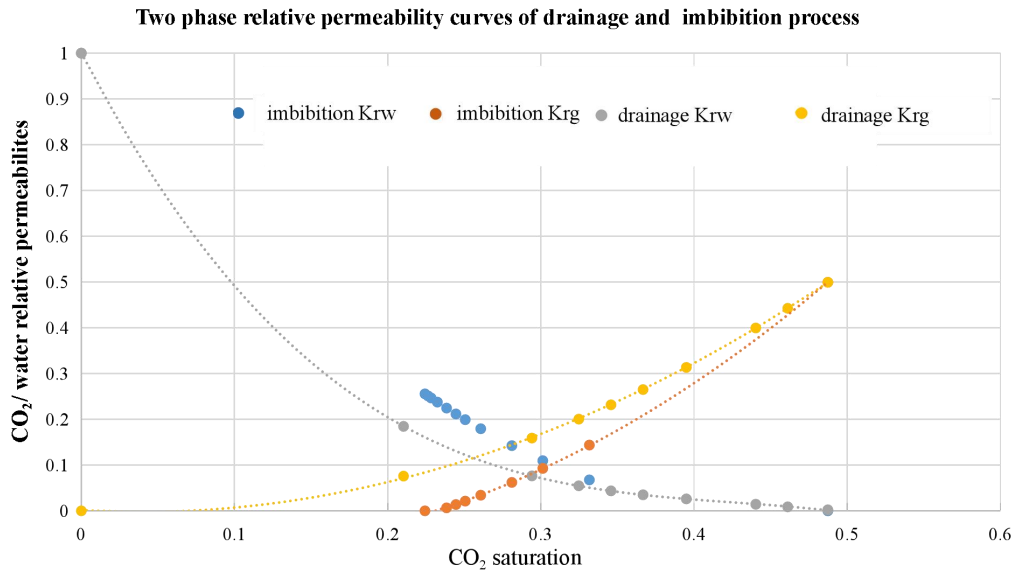 Two phase relative permeability curves of drainage and imbibition process
CO₂/ water relative permeabilites
1
0.9
0.8
0.7
0.6
0.5
0.4
0.3
0.2
0.1
0
imbibition Krw
imbibition Krg
drainage Krw
drainage Krg
0 0.1 0.2 0.3 0.4 0.5 0.6
CO₂ saturation